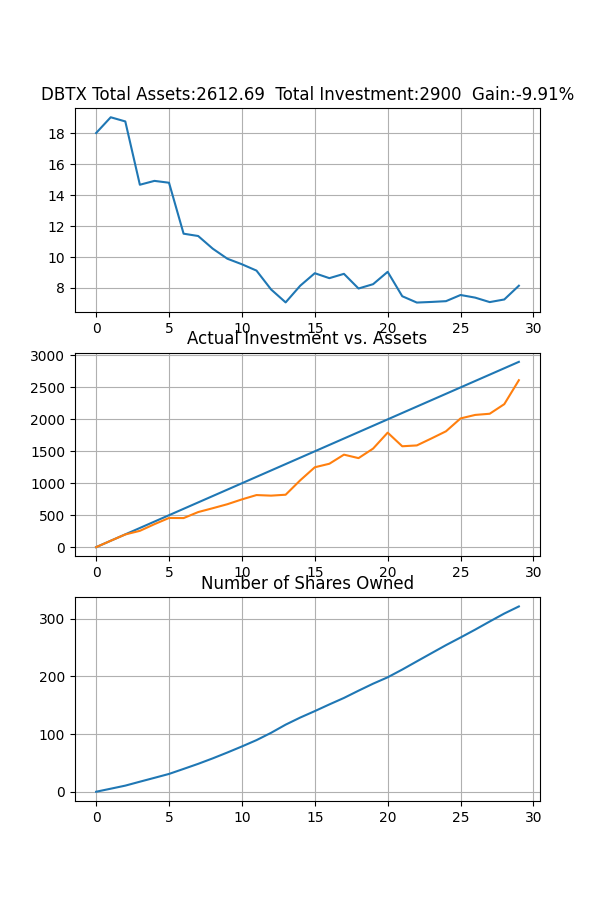 DBTX Total Assets:2612.69  Total Investment:2900  Gain:-9.91%
18
16
14
12
10
8
0 5 10 15 20 25 30
Actual Investment vs. Assets
3000
2500
2000
1500
1000
500
0
0 5 10 15 20 25 30
Number of Shares Owned
300
200
100
0
0 5 10 15 20 25 30